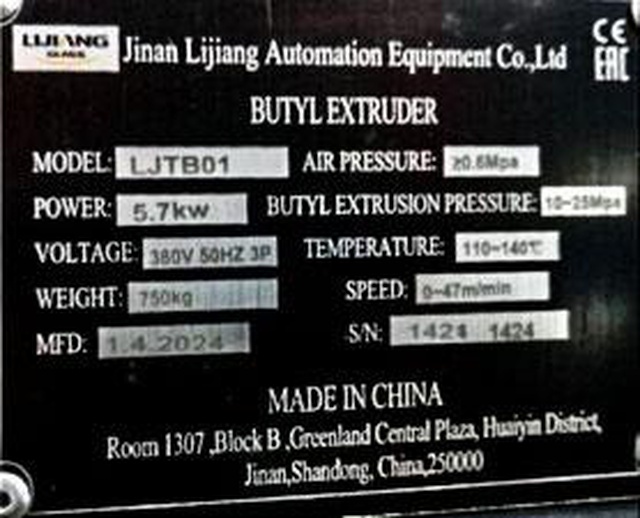 LIJIANG
GLASS
Jinan Lijiang Automation Equipment Co.,Ltd
CE
EAC
BUTYL EXTRUDER
MODEL: LJTB01 AIR PRESSURE: ≥0.6Mpa
POWER: 5.7kw BUTYL EXTRUSION PRESSURE: 10~25Mpa
VOLTAGE: 380V 50HZ 3P TEMPERATURE: 110~140℃
WEIGHT: 750kg SPEED: 0~47m/min
MFD: 1.4.2024 S/N: 1424 1424
MADE IN CHINA
Room 1307 ,Block B ,Greenland Central Plaza, Huaiyin District,
Jinan,Shandong, China,250000